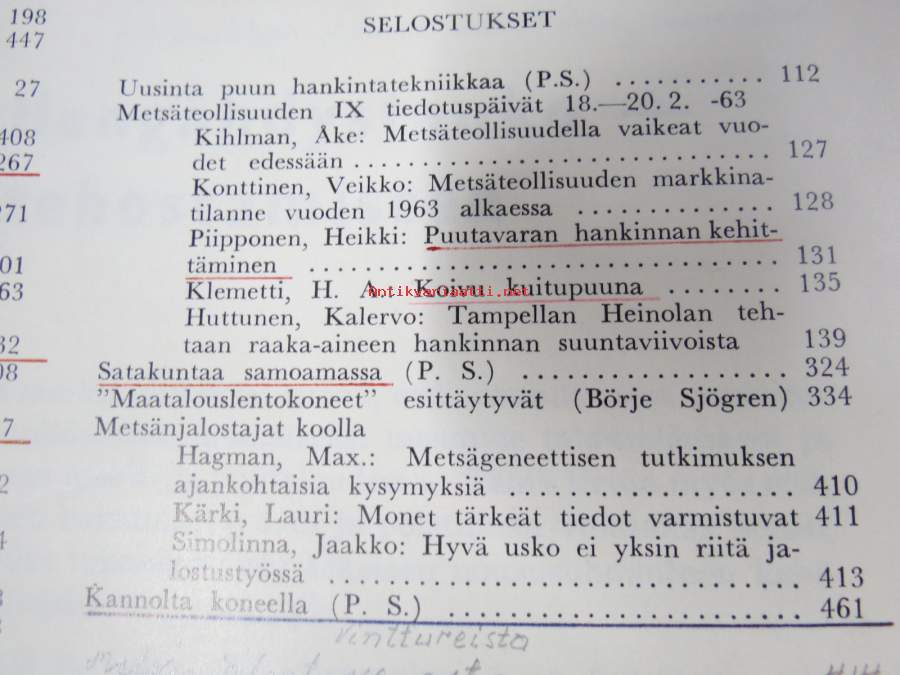 198
447
27
408
267
271
01
63
32
08
7
2
4
SELOSTUKSET
Uusinta puun hankintatekniikkaa (P.S.) ........... 112
Metsäteollisuuden IX tiedotuspäivät 18.—20. 2. -63
Kihlman, Åke: Metsäteollisuudella vaikeat vuo-
det edessään ................................ 127
Konttinen, Veikko: Metsäteollisuuden markkina-
tilanne vuoden 1963 alkaessa ............... 128
Piipponen, Heikki: Puutavaran hankinnan kehit-
täminen ................................... 131
Klemetti, H. A. Koivu kuitupuuna ........ 135
antikvariaatti.net
Huttunen, Kalervo: Tampellan Heinolan teh-
taan raaka-aineen hankinnan suuntaviivoista 139
Satakuntaa samoamassa (P. S.) ................... 324
"Maatalouslentokoneet" esittäytyvät (Börje Sjögren) 334
Metsänjalostajat koolla
Hagman, Max.: Metsägeneettisen tutkimuksen
ajankohtaisia kysymyksiä .................... 410
Kärki, Lauri: Monet tärkeät tiedot varmistuvat 411
Simolinna, Jaakko: Hyvä usko ei yksin riitä ja-
lostustyössä ................................. 413
Kannolta koneella (P. S.) ......................... 461
Vinttureista